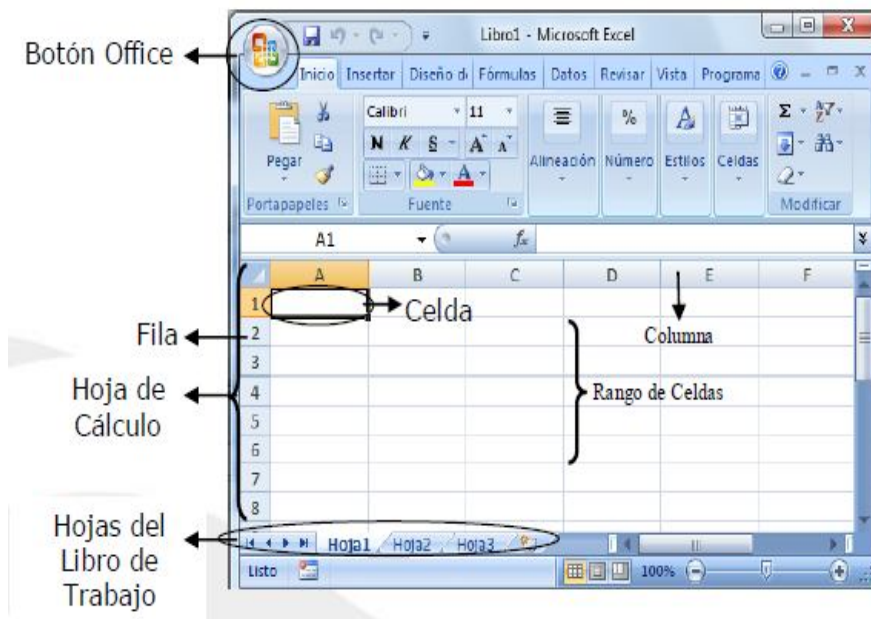 Libro1 - Microsoft Excel
Botón Office
Inicio Insertar Diseño d Fórmulas Datos Revisar Vista Programa
Calibri 11
N K S A A
Pegar
Alineación Número Estilos Celdas
Portapapeles Fuente Modificar
A1 fx
A B C D E F
1 Celda
Fila 2 Columna
3
Hoja de Cálculo
4 Rango de Celdas
5
6
7
8
Hojas del Libro de Trabajo
Hoja1 Hoja2 Hoja3
Listo 100%